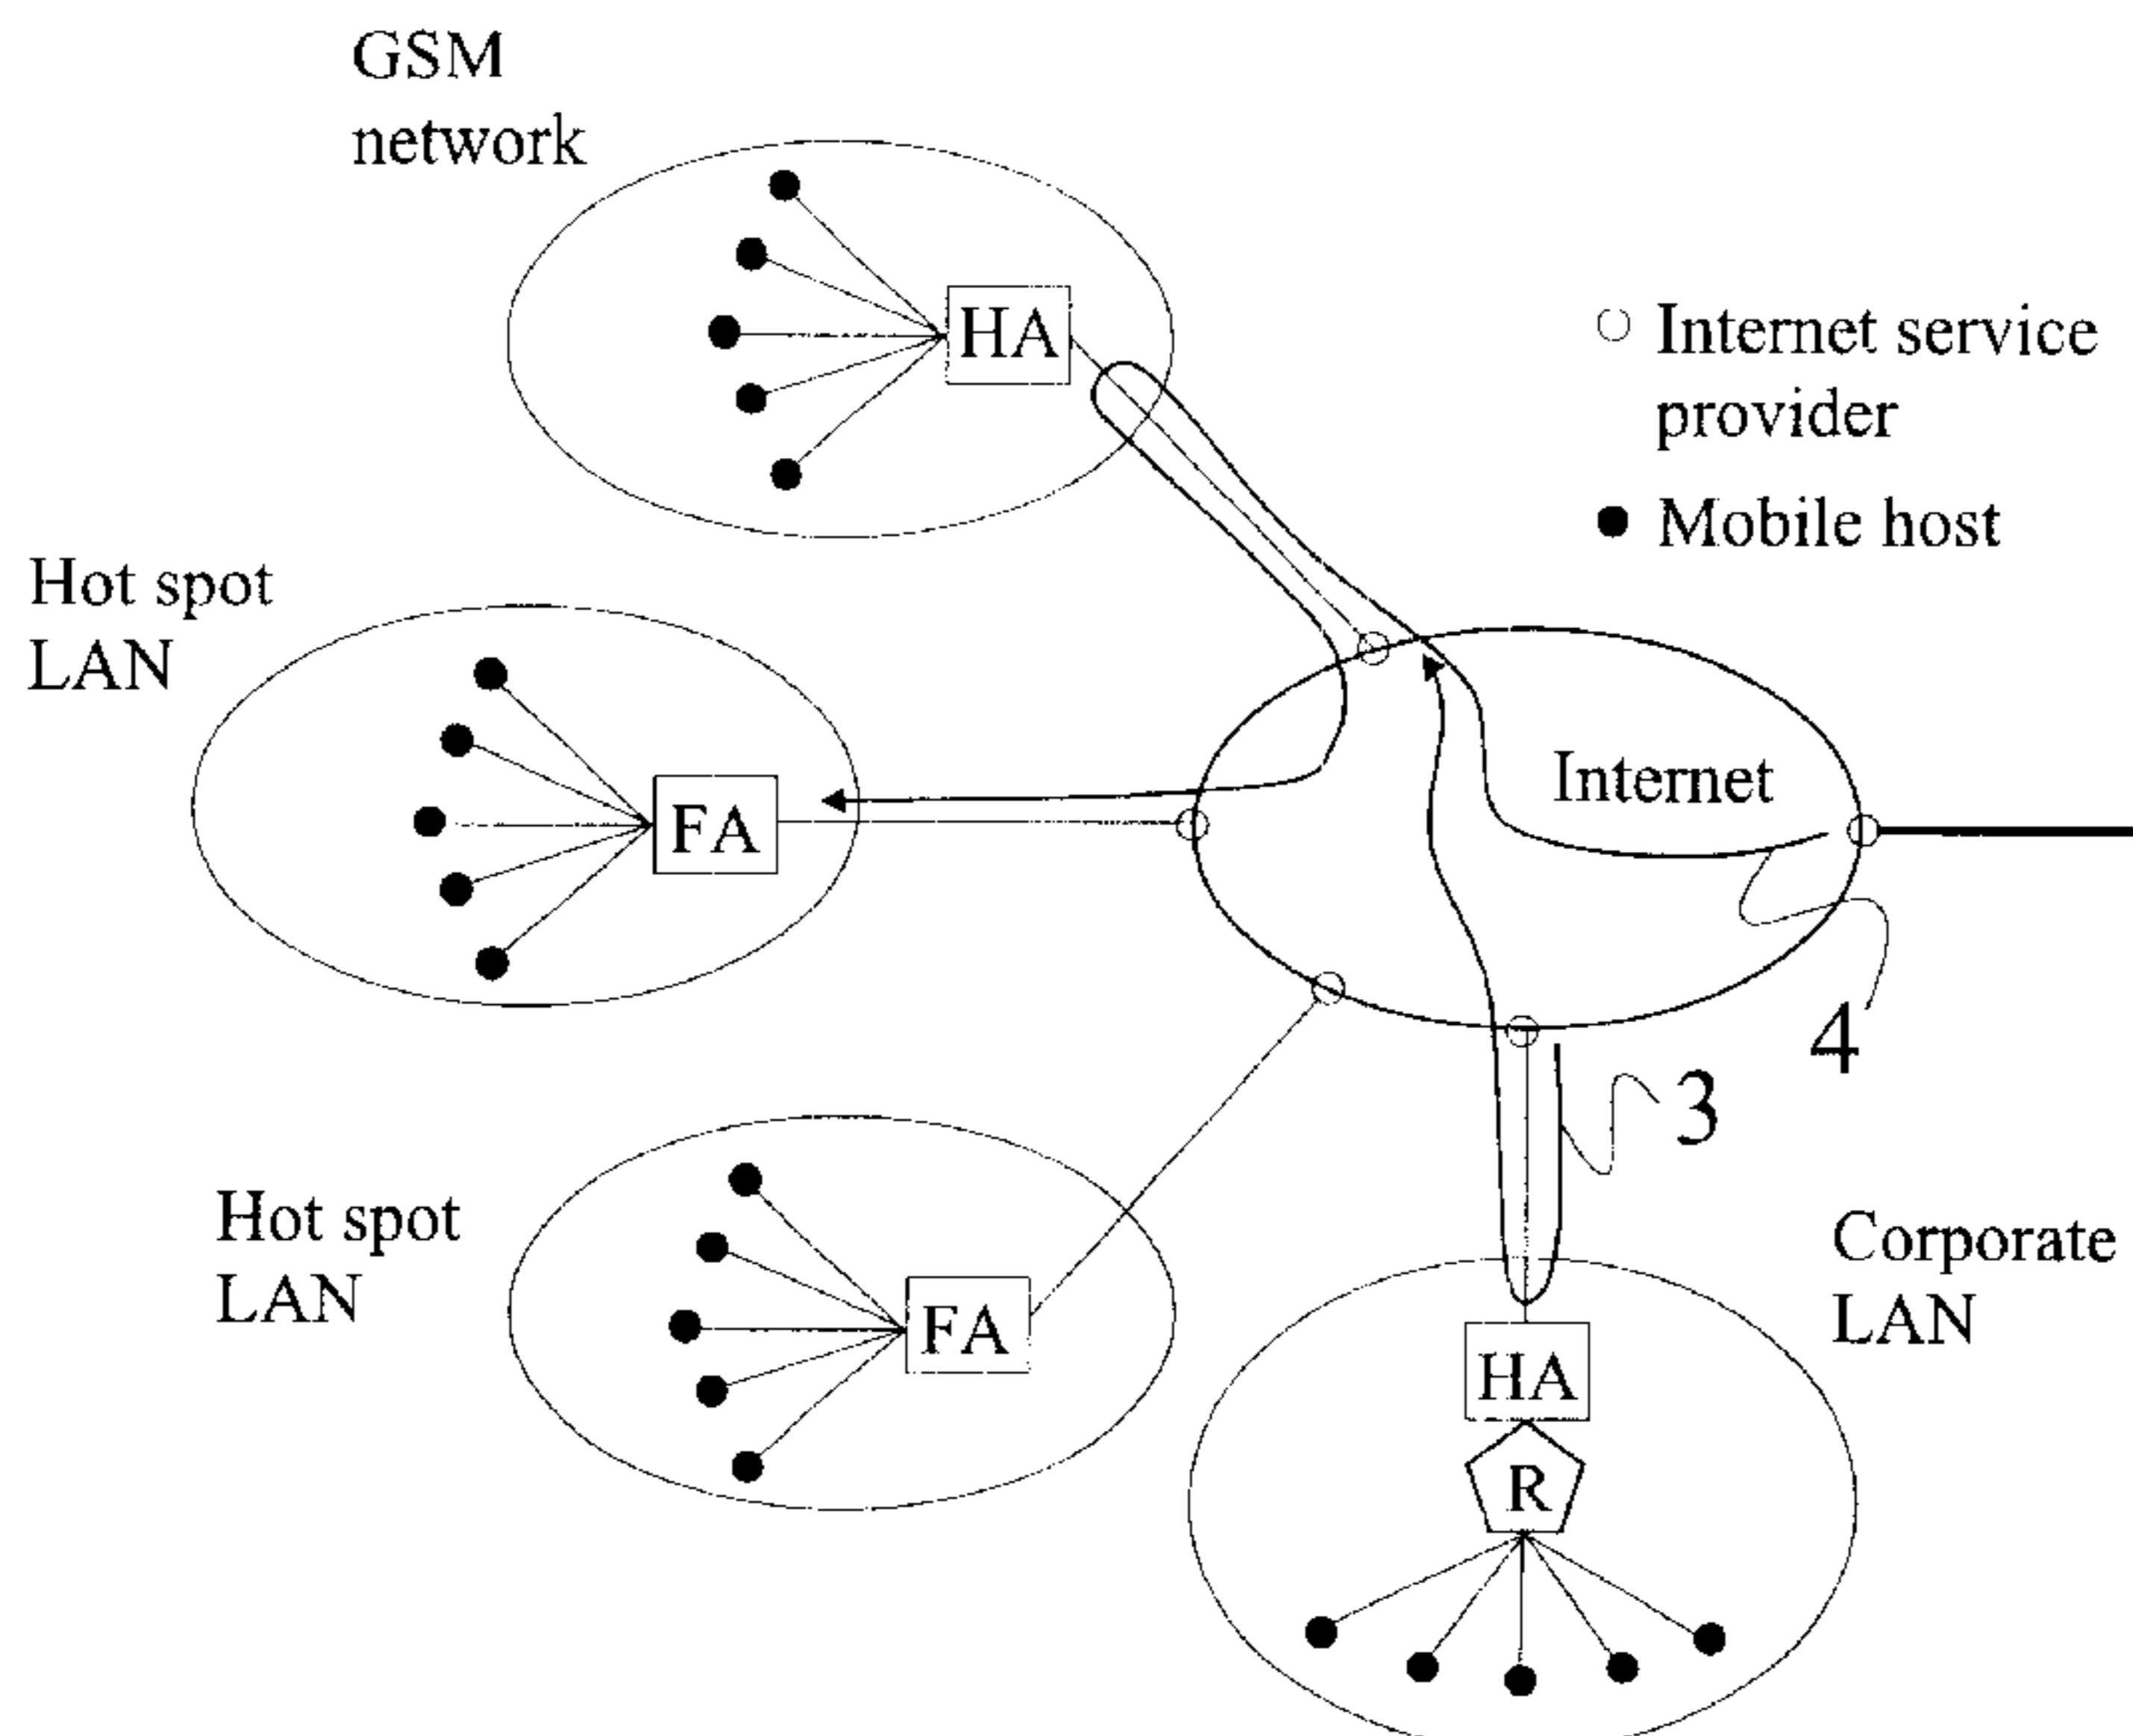 GSM
network
HA
Internet service
provider
Mobile host
Hot spot
LAN
FA
Internet
4
3
Hot spot
LAN
FA
Corporate
LAN
HA
R